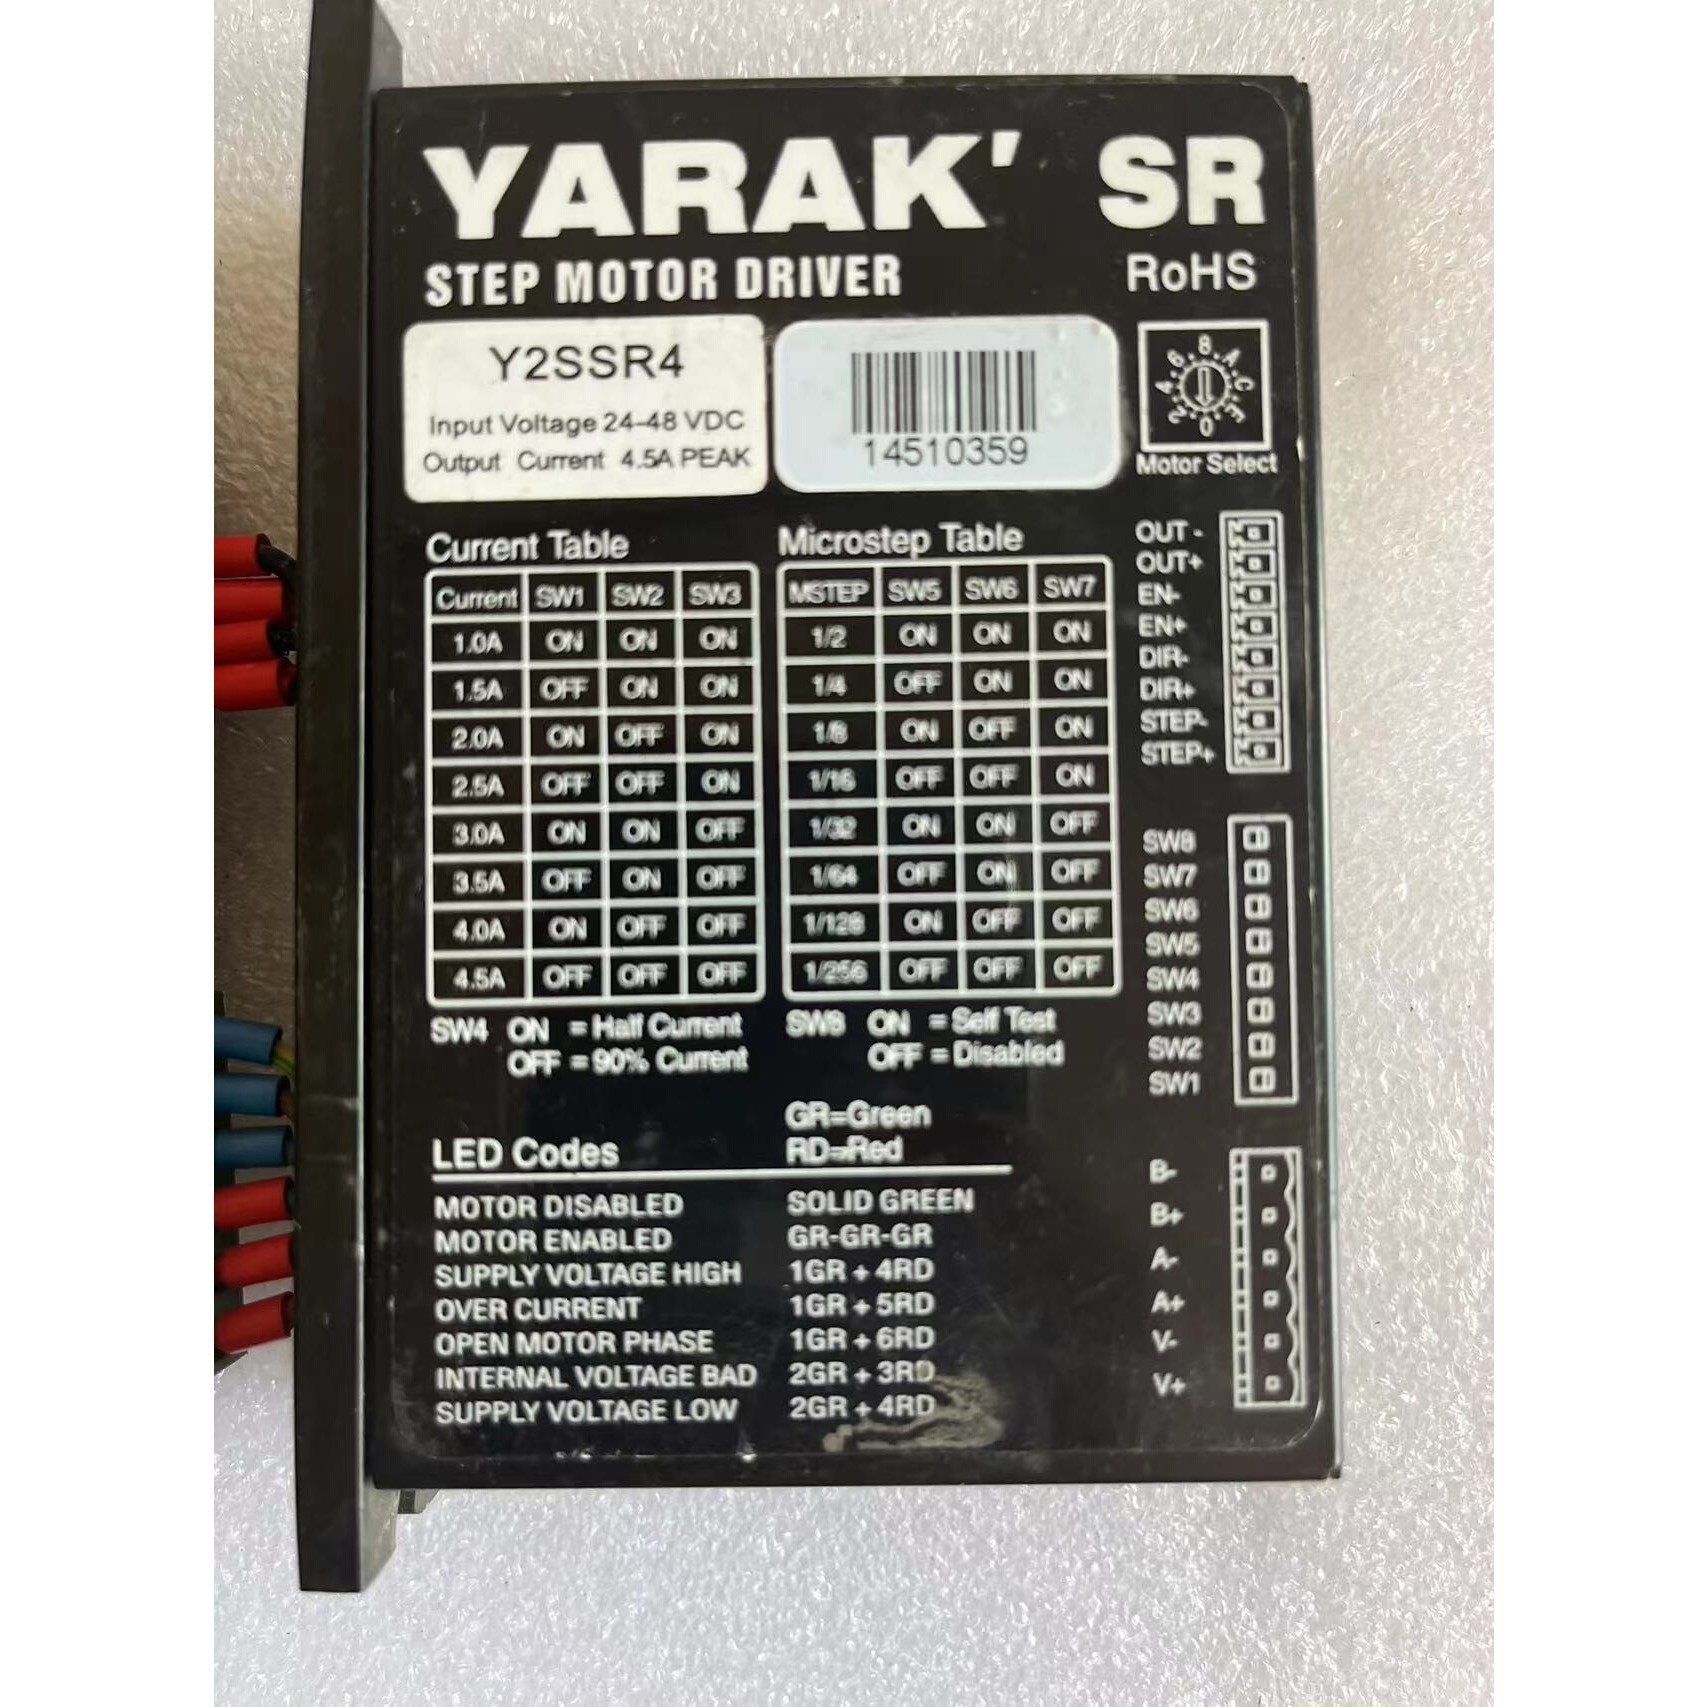 YARAK' SR
STEP MOTOR DRIVER RoHS
Y2SSR4
Input Voltage 24-48 VDC
Output Current 4.5A PEAK
14510359
2 4 6 8 A C E 0
Motor Select
Current Table
Current SW1 SW2 SW3
1.0A ON ON ON
1.5A OFF ON ON
2.0A ON OFF ON
2.5A OFF OFF ON
3.0A ON ON OFF
3.5A OFF ON OFF
4.0A ON OFF OFF
4.5A OFF OFF OFF
SW4 ON = Half Current
OFF = 90% Current
Microstep Table
MSTEP SW5 SW6 SW7
1/2 ON ON ON
1/4 OFF ON ON
1/8 ON OFF ON
1/16 OFF OFF ON
1/32 ON ON OFF
1/64 OFF ON OFF
1/128 ON OFF OFF
1/256 OFF OFF OFF
SW8 ON = Self Test
OFF = Disabled
OUT-
OUT+
EN-
EN+
DIR-
DIR+
STEP-
STEP+
SW8
SW7
SW6
SW5
SW4
SW3
SW2
SW1
GR=Green
RD=Red
LED Codes
MOTOR DISABLED SOLID GREEN
MOTOR ENABLED GR-GR-GR
SUPPLY VOLTAGE HIGH 1GR + 4RD
OVER CURRENT 1GR + 5RD
OPEN MOTOR PHASE 1GR + 6RD
INTERNAL VOLTAGE BAD 2GR + 3RD
SUPPLY VOLTAGE LOW 2GR + 4RD
B-
B+
A-
A+
V-
V+